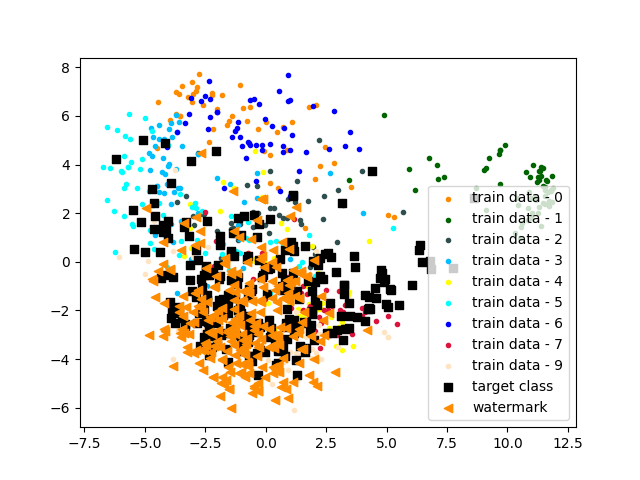 8
6
4
2
0
−2
−4
−6
−7.5 −5.0 −2.5 0.0 2.5 5.0 7.5 10.0 12.5
train data - 0
train data - 1
train data - 2
train data - 3
train data - 4
train data - 5
train data - 6
train data - 7
train data - 9
target class
watermark